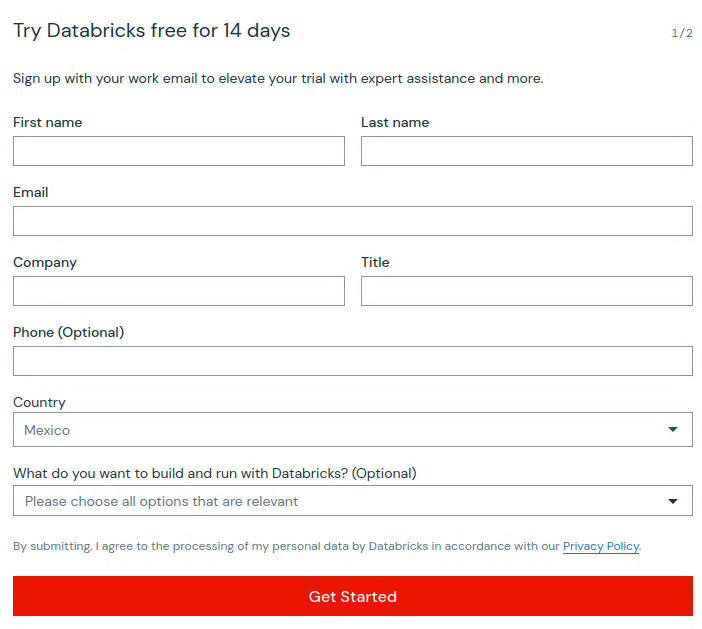 Try Databricks free for 14 days
1/2
Sign up with your work email to elevate your trial with expert assistance and more.
First name
Last name
Email
Company
Title
Phone (Optional)
Country
Mexico
What do you want to build and run with Databricks? (Optional)
Please choose all options that are relevant
By submitting, I agree to the processing of my personal data by Databricks in accordance with our Privacy Policy.
Get Started